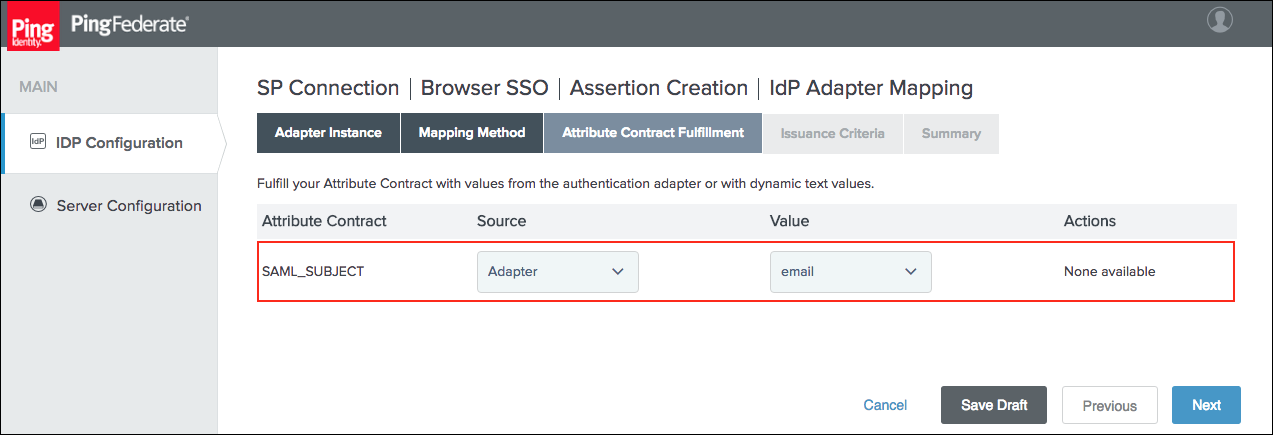 Ping
Identity.
PingFederate
MAIN
IdP
IDP Configuration
Server Configuration
SP Connection | Browser SSO | Assertion Creation | IdP Adapter Mapping
Adapter Instance Mapping Method Attribute Contract Fulfillment Issuance Criteria Summary
Fulfill your Attribute Contract with values from the authentication adapter or with dynamic text values.
Attribute Contract Source Value Actions
SAML_SUBJECT Adapter email None available
Cancel Save Draft Previous Next